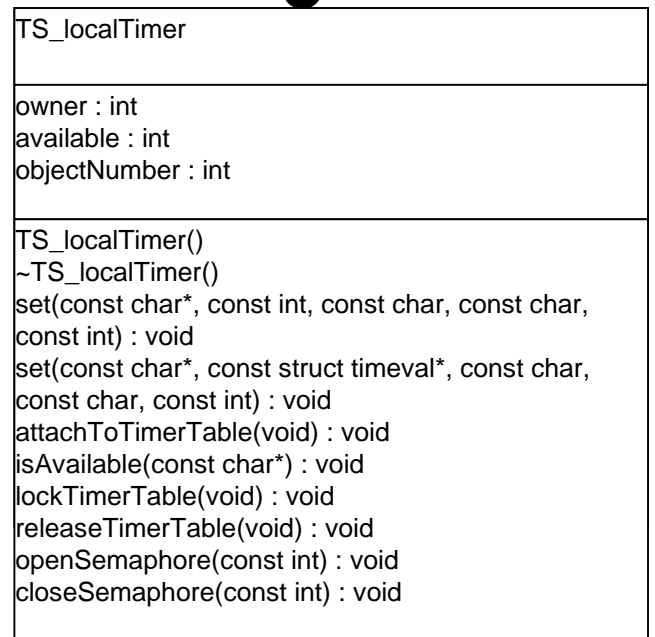 TS_localTimer
owner : int
available : int
objectNumber : int
TS_localTimer()
~TS_localTimer()
set(const char*, const int, const char, const char,
const int) : void
set(const char*, const struct timeval*, const char,
const char, const int) : void
attachToTimerTable(void) : void
isAvailable(const char*) : void
lockTimerTable(void) : void
releaseTimerTable(void) : void
openSemaphore(const int) : void
closeSemaphore(const int) : void